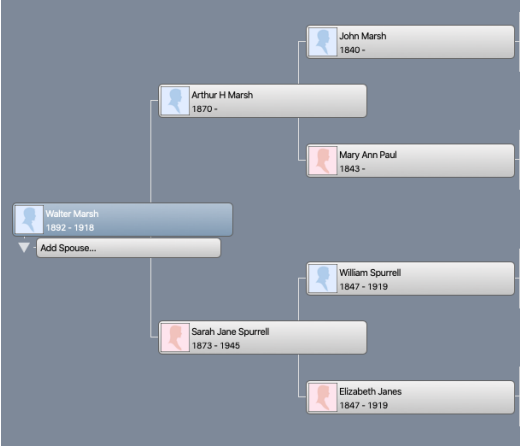 John Marsh
1840 -
Arthur H Marsh
1870 -
Mary Ann Paul
1843 -
Walter Marsh
1892 - 1918
Add Spouse...
William Spurrell
1847 - 1919
Sarah Jane Spurrell
1873 - 1945
Elizabeth Janes
1847 - 1919